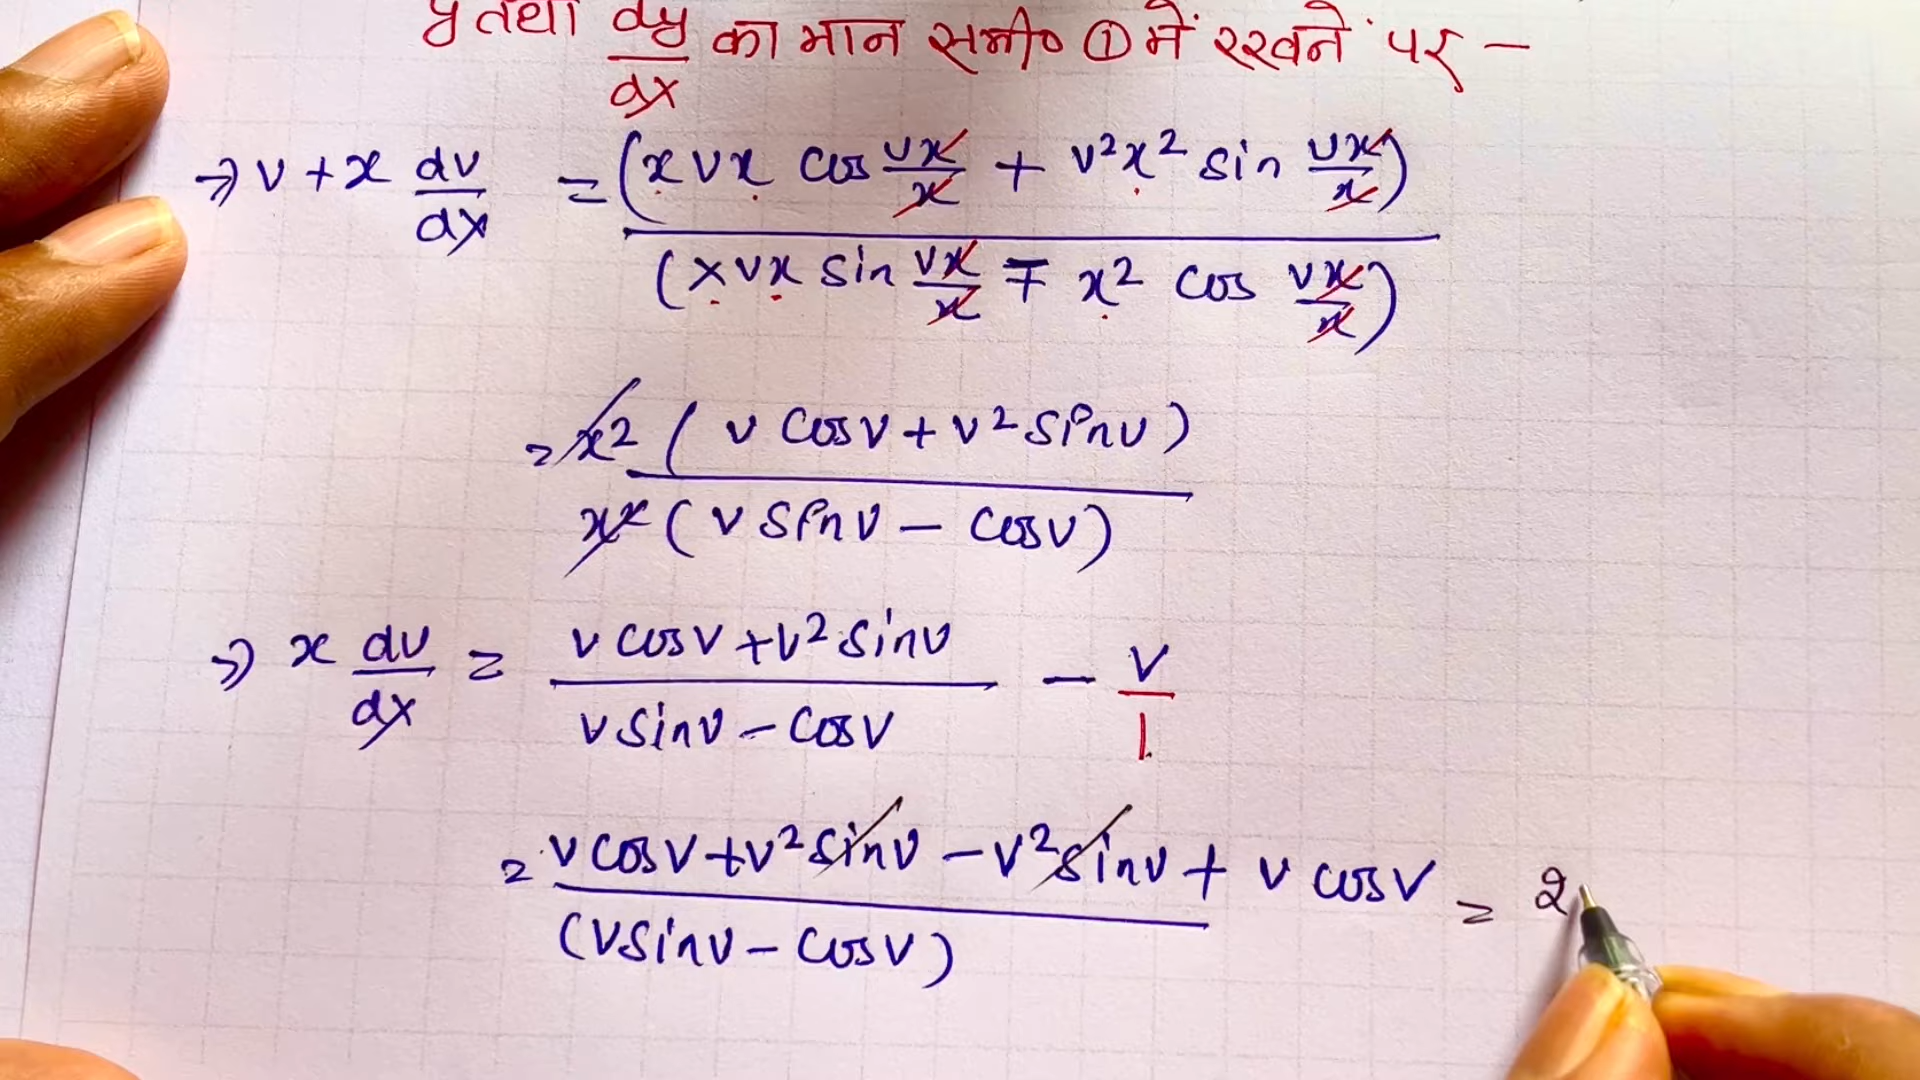 y तथा dy/dx का मान समी० ① में रखने पर –
⇒ v + x dv/dx = (x vx cos vx/x + v²x² sin vx/x) / (x vx sin vx/x ∓ x² cos vx/x)
= x² (v cos v + v² sin v) / x² (v sin v – cos v)
⇒ x dv/dx = (v cos v + v² sin v) / (v sin v – cos v) – v/1
= (v cos v + v² sin v – v² sin v + v cos v) / (v sin v – cos v) = 2